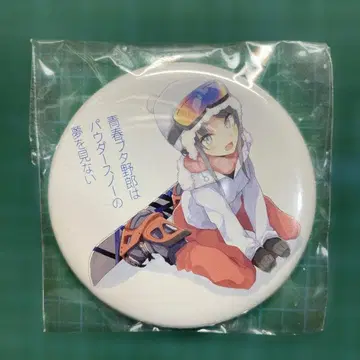 青春ブタ野郎は
パウダースノーの
夢を見ない